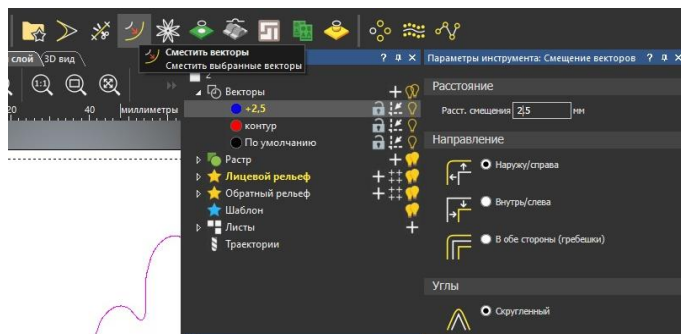 Сместить векторы
Сместить выбранные векторы
слой
3D вид
1:1
20 40 миллиметры
2
Векторы
+2,5
контур
По умолчанию
Растр
Лицевой рельеф
Обратный рельеф
Шаблон
Листы
Траектории
Параметры инструмента: Смещение векторов
Расстояние
Расст. смещения 2,5 мм
Направление
Наружу/справа
Внутрь/слева
В обе стороны (гребешки)
Углы
Скругленный